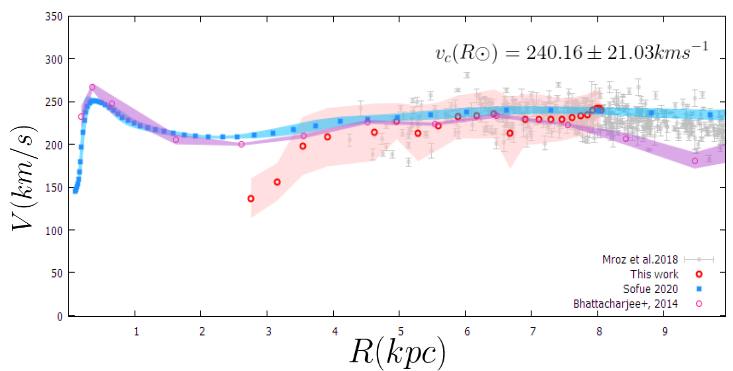 350
300
250
200
150
100
50
0
V(km/s)
v_c(R⊙) = 240.16 ± 21.03kms^{-1}
Mroz et al.2018
This work
Sofue 2020
Bhattacharjee+, 2014
1 2 3 4 5 6 7 8 9
R(kpc)